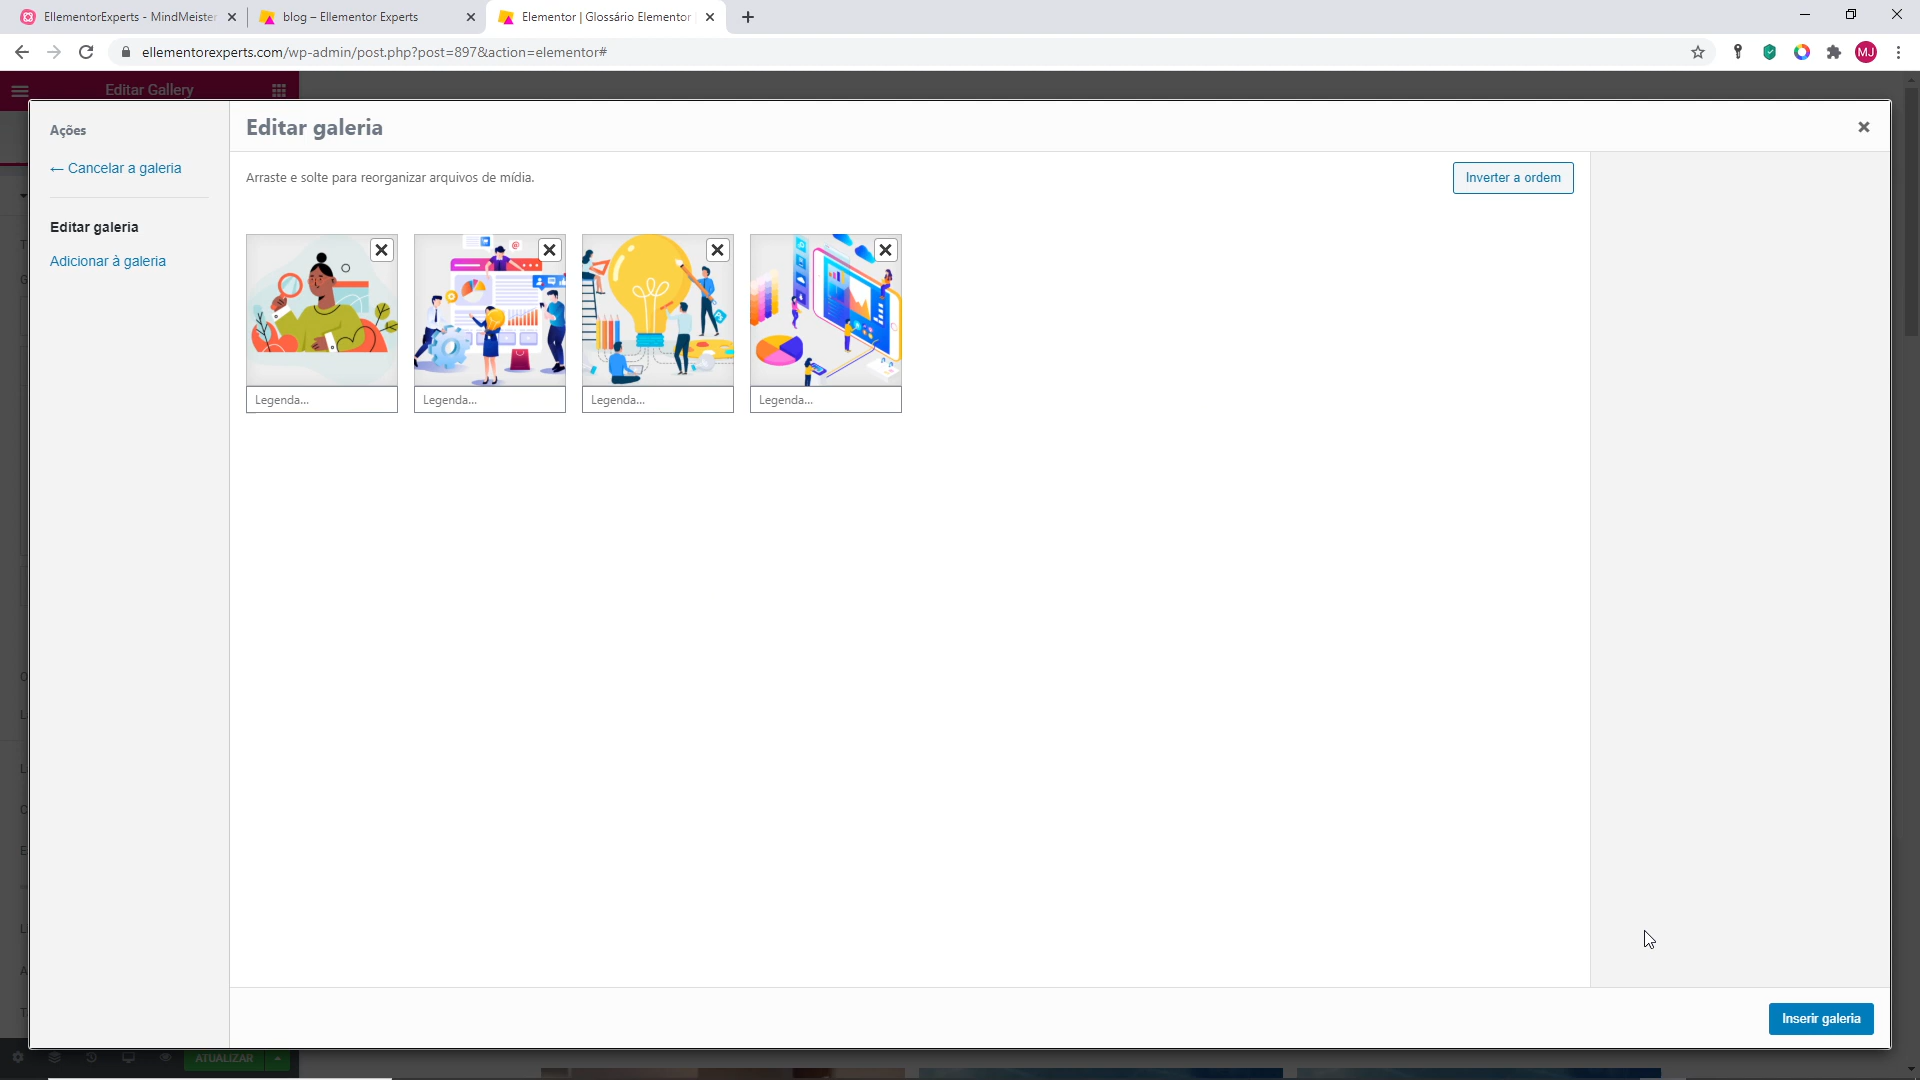 EllementorExperts - MindMeister
blog – Ellementor Experts
Elementor | Glossário Elementor
ellementorexperts.com/wp-admin/post.php?post=897&action=elementor#
MJ
Editar Gallery
Ações
← Cancelar a galeria
Editar galeria
Adicionar à galeria
Editar galeria
Arraste e solte para reorganizar arquivos de mídia.
Inverter a ordem
Legenda...
Legenda...
Legenda...
Legenda...
Inserir galeria
ATUALIZAR